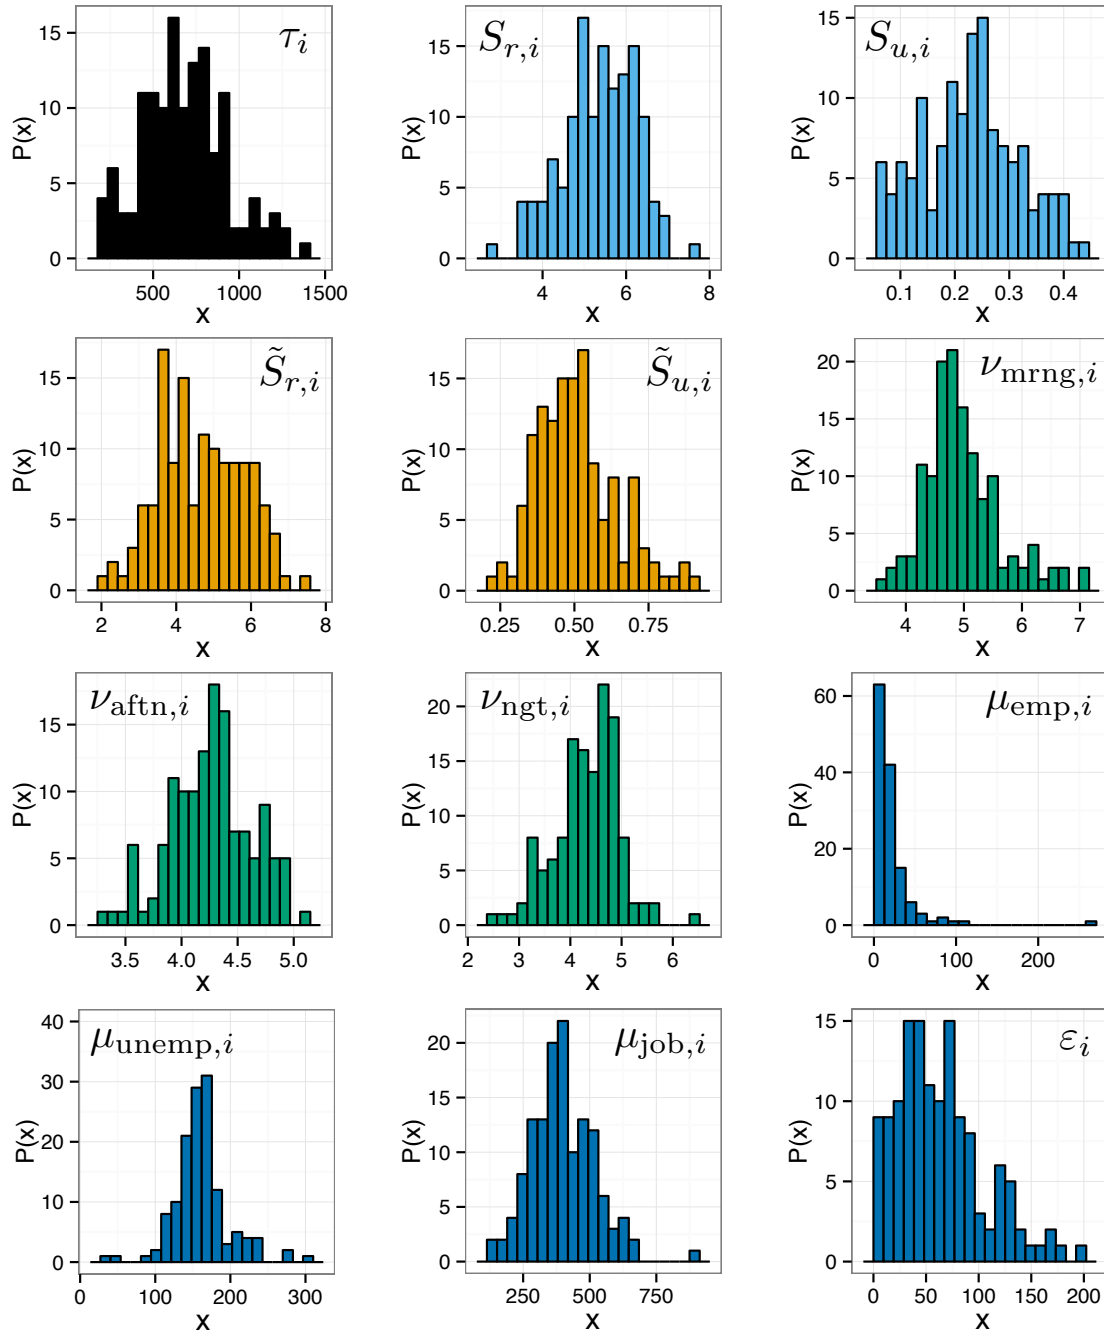 τ_i
P(x)
15
10
5
0
500
1000
1500
x
S_{r,i}
P(x)
15
10
5
0
4
6
8
x
S_{u,i}
P(x)
15
10
5
0
0.1
0.2
0.3
0.4
x
S̃_{r,i}
P(x)
15
10
5
0
2
4
6
8
x
S̃_{u,i}
P(x)
15
10
5
0
0.25
0.50
0.75
x
ν_{mrng,i}
P(x)
20
15
10
5
0
4
5
6
7
x
ν_{aftn,i}
P(x)
15
10
5
0
3.5
4.0
4.5
5.0
x
ν_{ngt,i}
P(x)
20
15
10
5
0
2
3
4
5
6
x
μ_{emp,i}
P(x)
60
40
20
0
0
100
200
x
μ_{unemp,i}
P(x)
40
30
20
10
0
0
100
200
300
x
μ_{job,i}
P(x)
20
15
10
5
0
250
500
750
x
ε_i
P(x)
15
10
5
0
0
50
100
150
200
x